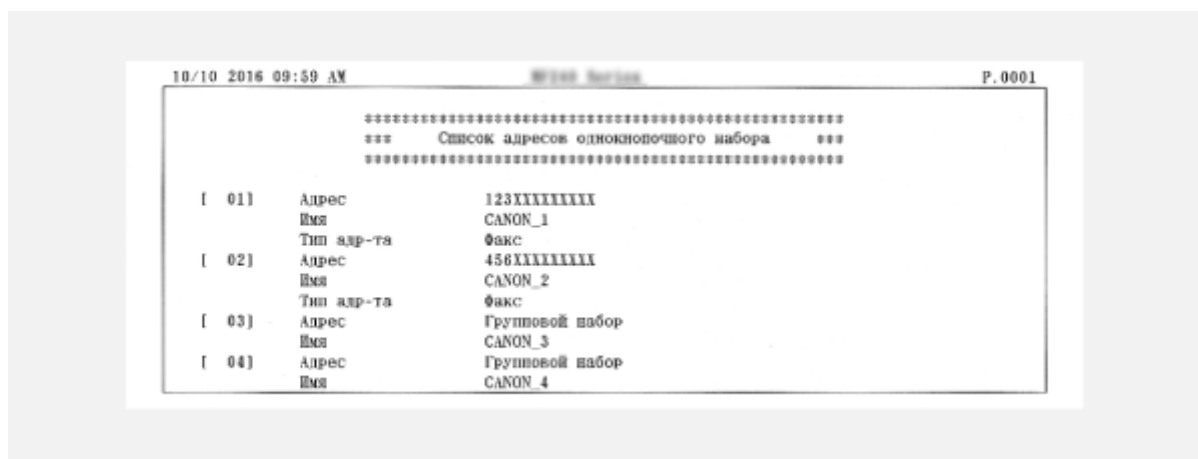 10/10 2016 09:59 AM P.0001
************************************************
*** Список адресов однокнопочного набора ***
************************************************
[ 01] Адрес 123XXXXXXXXX
Имя CANON_1
Тип адр-та Факс
[ 02] Адрес 456XXXXXXXXX
Имя CANON_2
Тип адр-та Факс
[ 03] Адрес Групповой набор
Имя CANON_3
[ 04] Адрес Групповой набор
Имя CANON_4